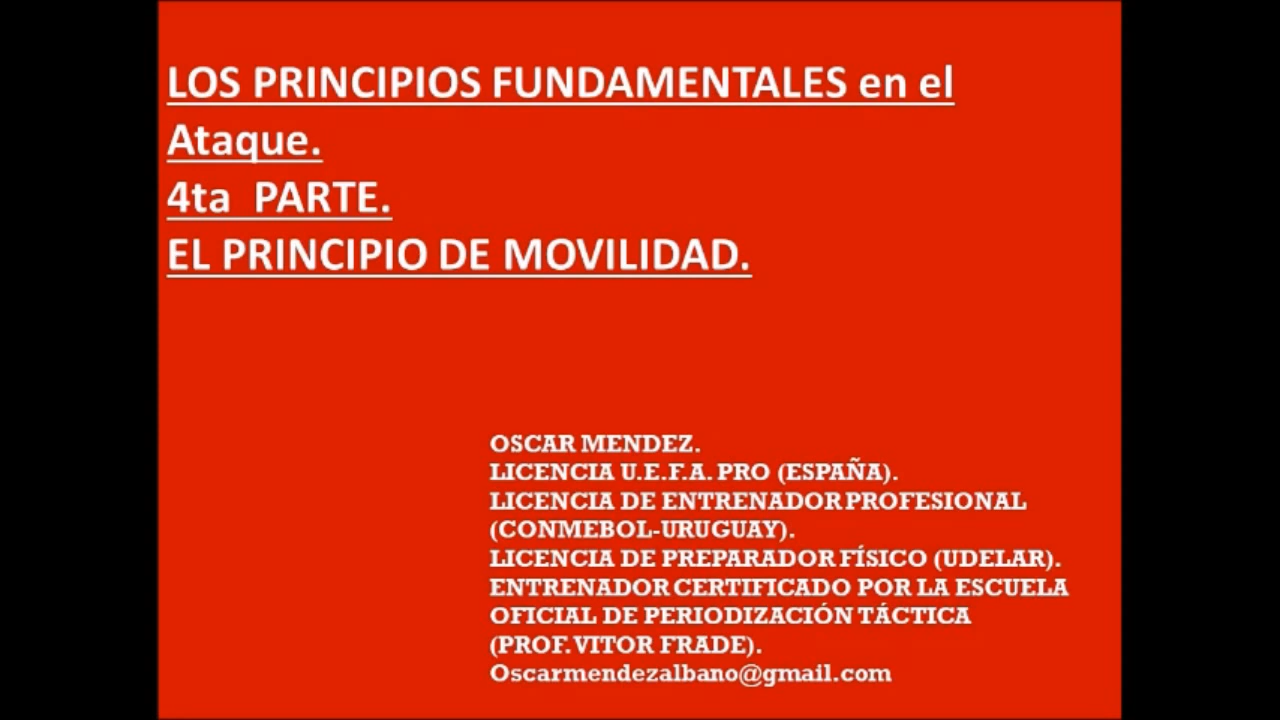 LOS PRINCIPIOS FUNDAMENTALES en el
Ataque.
4ta PARTE.
EL PRINCIPIO DE MOVILIDAD.
OSCAR MENDEZ.
LICENCIA U.E.F.A. PRO (ESPAÑA).
LICENCIA DE ENTRENADOR PROFESIONAL
(CONMEBOL-URUGUAY).
LICENCIA DE PREPARADOR FÍSICO (UDELAR).
ENTRENADOR CERTIFICADO POR LA ESCUELA
OFICIAL DE PERIODIZACIÓN TÁCTICA
(PROF. VITOR FRADE).
Oscarmendezalbano@gmail.com